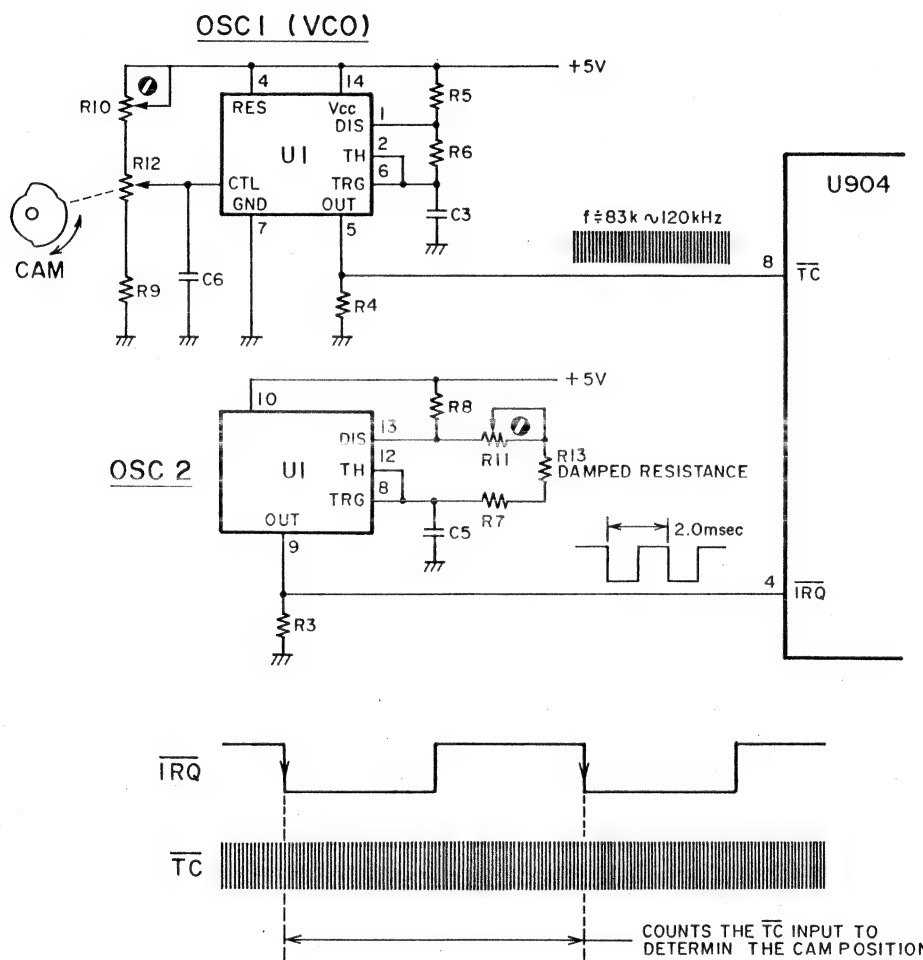 OSC1 (VCO)
+5V
R10
4
14
R5
RES
Vcc
1
DIS
2
R6
R12
U1
TH
6
CTL
TRG
GND
OUT
C3
7
5
CAM
R9
C6
R4
f≑83k ~120kHz
U904
8
TC
+5V
10
R8
13
DIS
R11
R13
DAMPED RESISTANCE
OSC 2
U1
12
TH
8
TRG
R7
OUT
C5
9
2.0msec
4
IRQ
R3
IRQ
TC
COUNTS THE TC INPUT TO
DETERMIN THE CAM POSITION